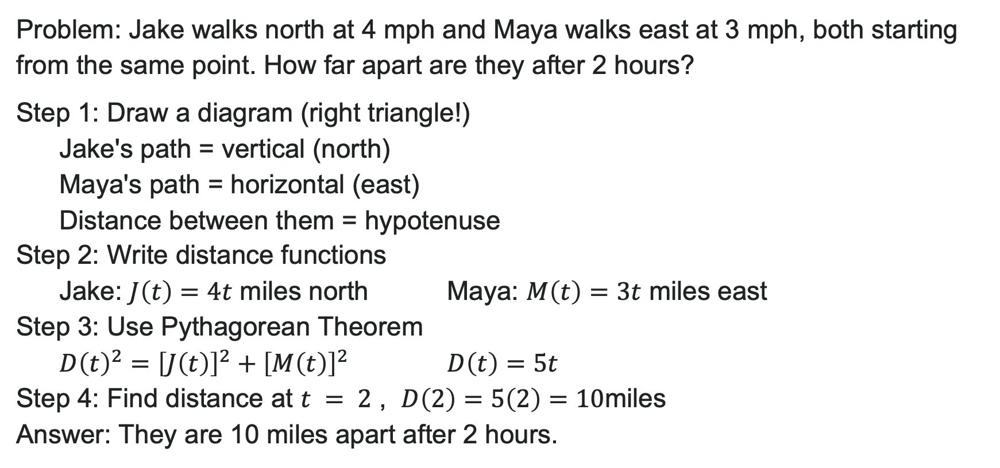 Problem: Jake walks north at 4 mph and Maya walks east at 3 mph, both starting
from the same point. How far apart are they after 2 hours?
Step 1: Draw a diagram (right triangle!)
Jake's path = vertical (north)
Maya's path = horizontal (east)
Distance between them = hypotenuse
Step 2: Write distance functions
Jake: J(t) = 4t miles north Maya: M(t) = 3t miles east
Step 3: Use Pythagorean Theorem
D(t)² = [J(t)]² + [M(t)]² D(t) = 5t
Step 4: Find distance at t = 2 , D(2) = 5(2) = 10miles
Answer: They are 10 miles apart after 2 hours.